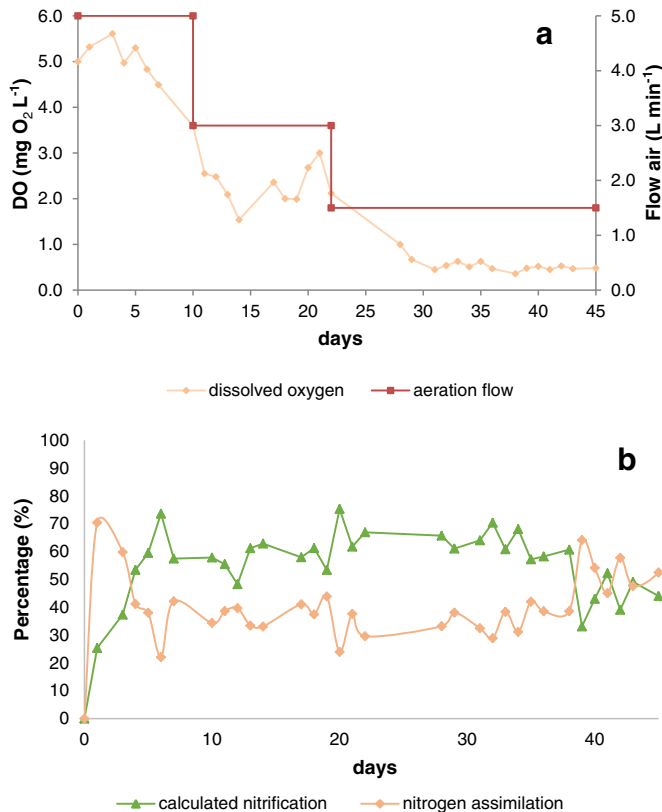 a
DO (mg O₂ L⁻¹)
6.0
5.0
4.0
3.0
2.0
1.0
0.0
5.0
4.0
3.0
2.0
1.0
0.0
Flow air (L min⁻¹)
0 5 10 15 20 25 30 35 40 45
days
dissolved oxygen aeration flow
b
Percentage (%)
100
90
80
70
60
50
40
30
20
10
0
0 10 20 30 40
days
calculated nitrification nitrogen assimilation